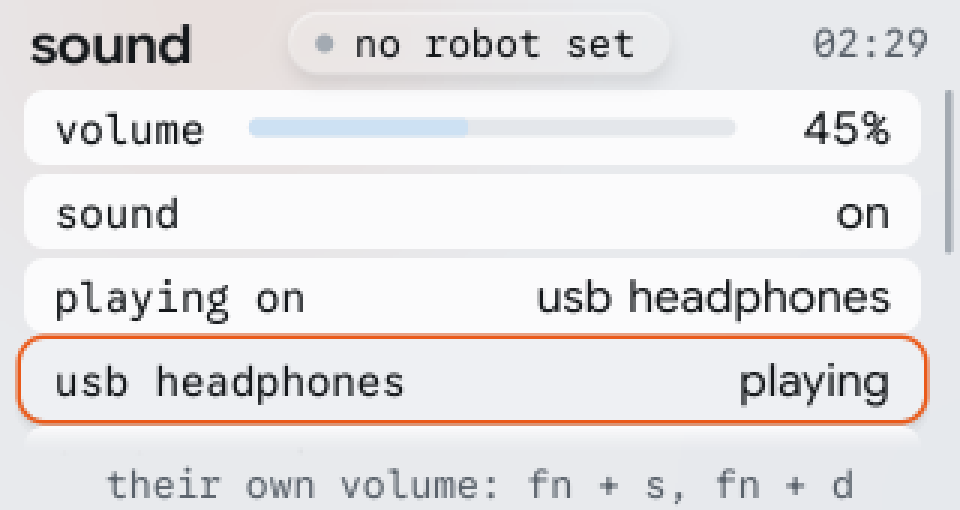 sound
no robot set
02:29
volume 45%
sound on
playing on usb headphones
usb headphones playing
their own volume: fn + s, fn + d